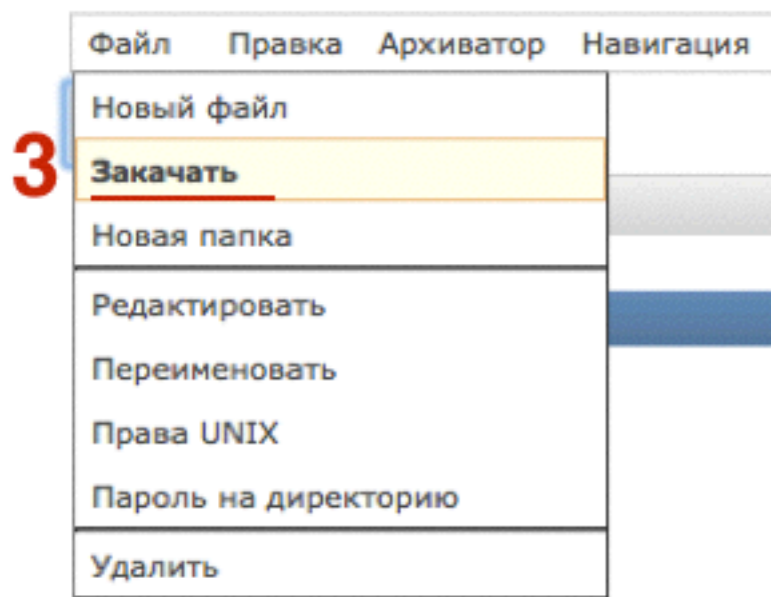 Файл Правка Архиватор Навигация
Новый файл
3 Закачать
Новая папка
Редактировать
Переименовать
Права UNIX
Пароль на директорию
Удалить